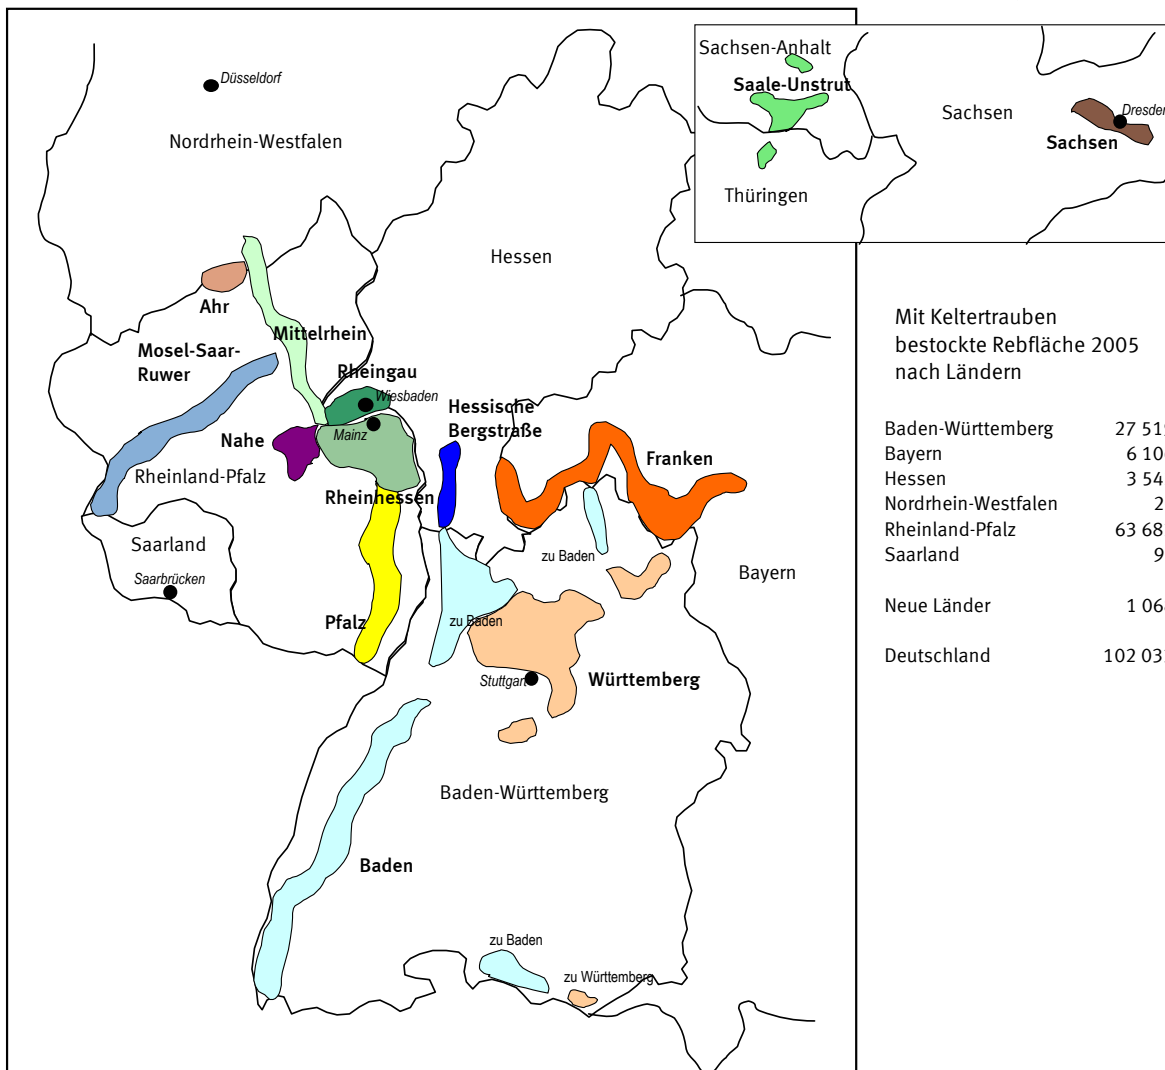 Düsseldorf
Nordrhein-Westfalen
Sachsen-Anhalt
Saale-Unstrut
Sachsen
Dresden
Sachsen
Thüringen
Hessen
Ahr
Mittelrhein
Mosel-Saar-
Ruwer
Rheingau
Wiesbaden
Hessische
Bergstraße
Mainz
Nahe
Rheinland-Pfalz
Rheinhessen
Franken
Saarland
Saarbrücken
zu Baden
Bayern
Pfalz
zu Baden
Stuttgart
Württemberg
Baden-Württemberg
Baden
zu Baden
zu Württemberg
Mit Keltertrauben
bestockte Rebfläche 2005
nach Ländern
Baden-Württemberg
Bayern
Hessen
Nordrhein-Westfalen
Rheinland-Pfalz
Saarland
Neue Länder
Deutschland